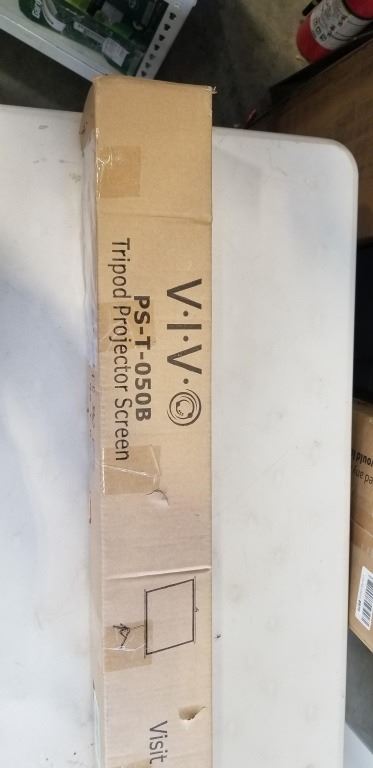 V·I·V·O
PS-T-050B
Tripod Projector Screen
Visit